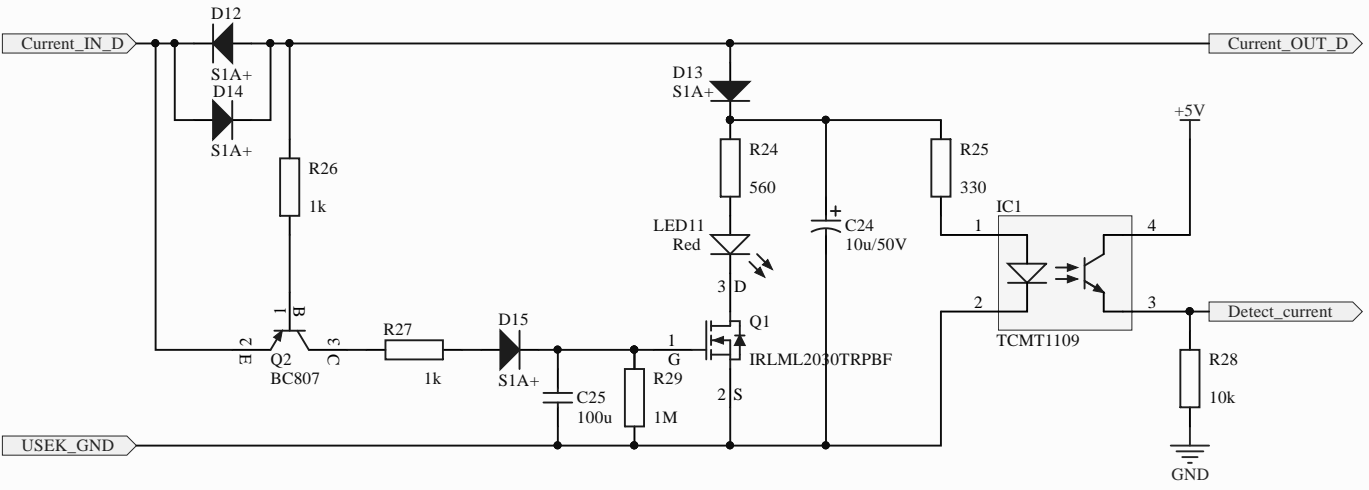 D12
Current_IN_D
Current_OUT_D
S1A+
D14
S1A+
D13
S1A+
+5V
R26
1k
R24
560
R25
330
IC1
LED11
Red
+
C24
10u/50V
1
4
2
3
TCMT1109
Detect_current
3 D
1 B
2 E
Q2
BC807
3 C
R27
1k
D15
S1A+
1
G
Q1
IRLML2030TRPBF
2 S
C25
100u
R29
1M
R28
10k
USEK_GND
GND